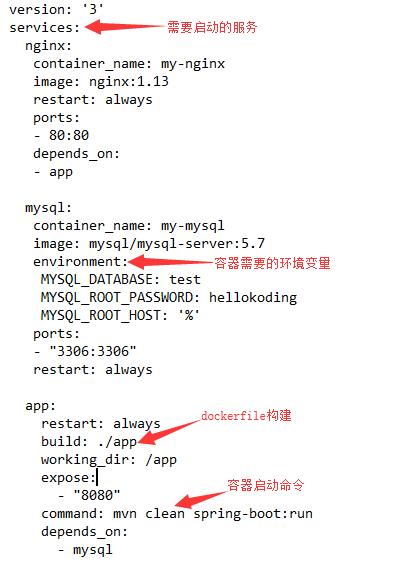 version: '3'
services: 需要启动的服务
nginx:
container_name: my-nginx
image: nginx:1.13
restart: always
ports:
- 80:80
depends_on:
- app
mysql:
container_name: my-mysql
image: mysql/mysql-server:5.7
environment: 容器需要的环境变量
MYSQL_DATABASE: test
MYSQL_ROOT_PASSWORD: hellokoding
MYSQL_ROOT_HOST: '%'
ports:
- "3306:3306"
restart: always
app:
restart: always
dockerfile构建
build: ./app
working_dir: /app
expose:
- "8080"
容器启动命令
command: mvn clean spring-boot:run
depends_on:
- mysql